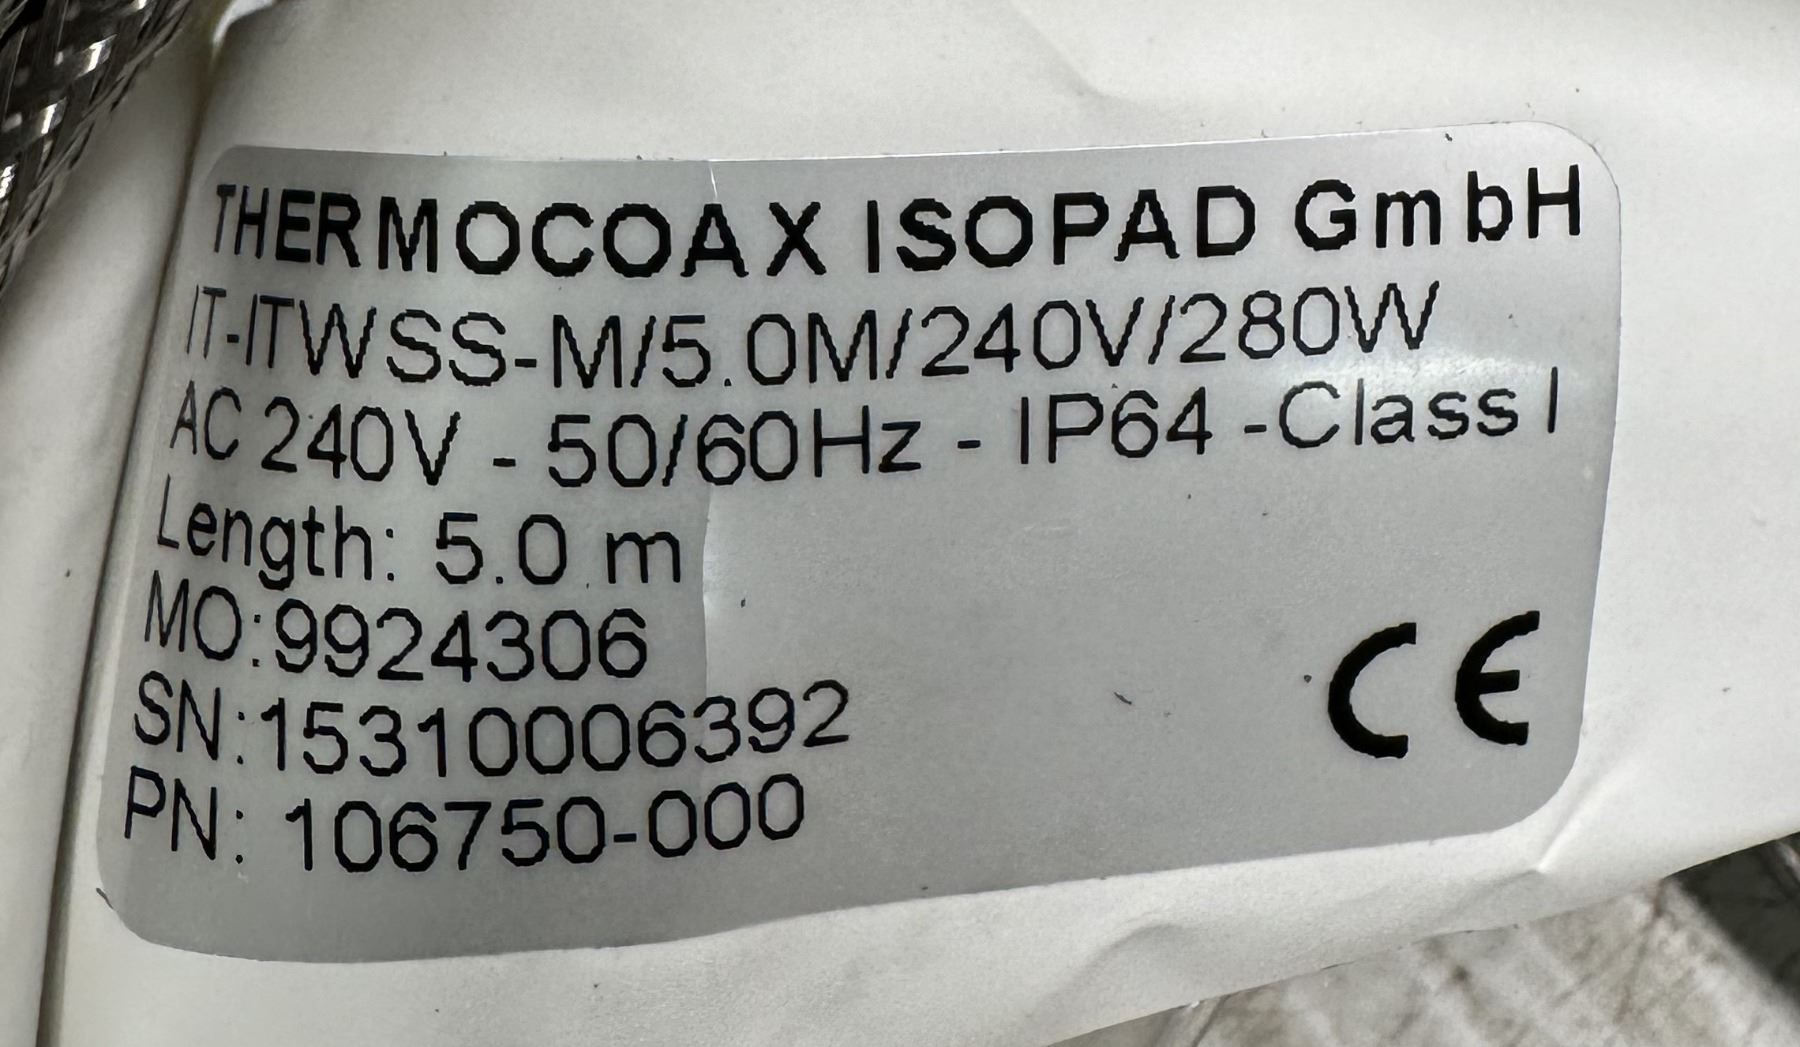 THERMOCOAX ISOPAD GmbH
IT-ITWSS-M/5.0M/240V/280W
AC 240V - 50/60Hz - IP64 -Class I
Length: 5.0 m
MO:9924306
SN:15310006392
PN: 106750-000
CE